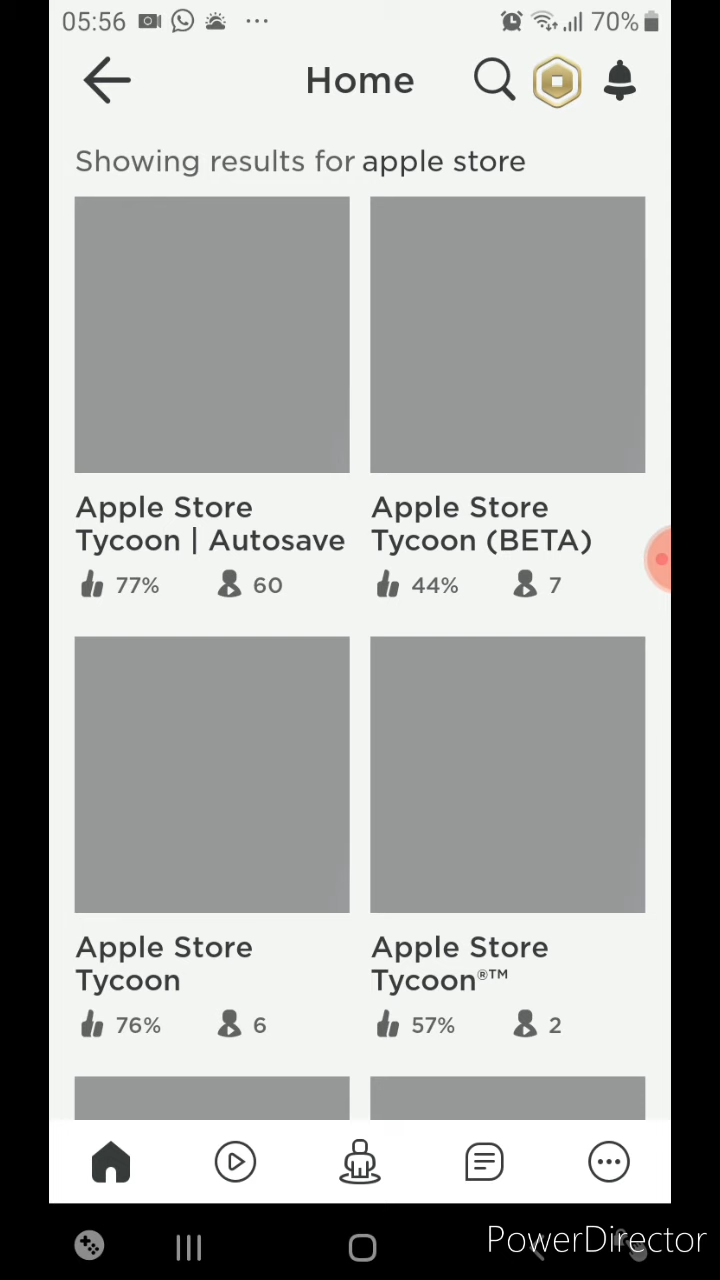 05:56 70%
Home
Showing results for apple store
Apple Store
Tycoon | Autosave
77% 60
Apple Store
Tycoon (BETA)
44% 7
Apple Store
Tycoon
76% 6
Apple Store
Tycoon®™
57% 2
PowerDirector